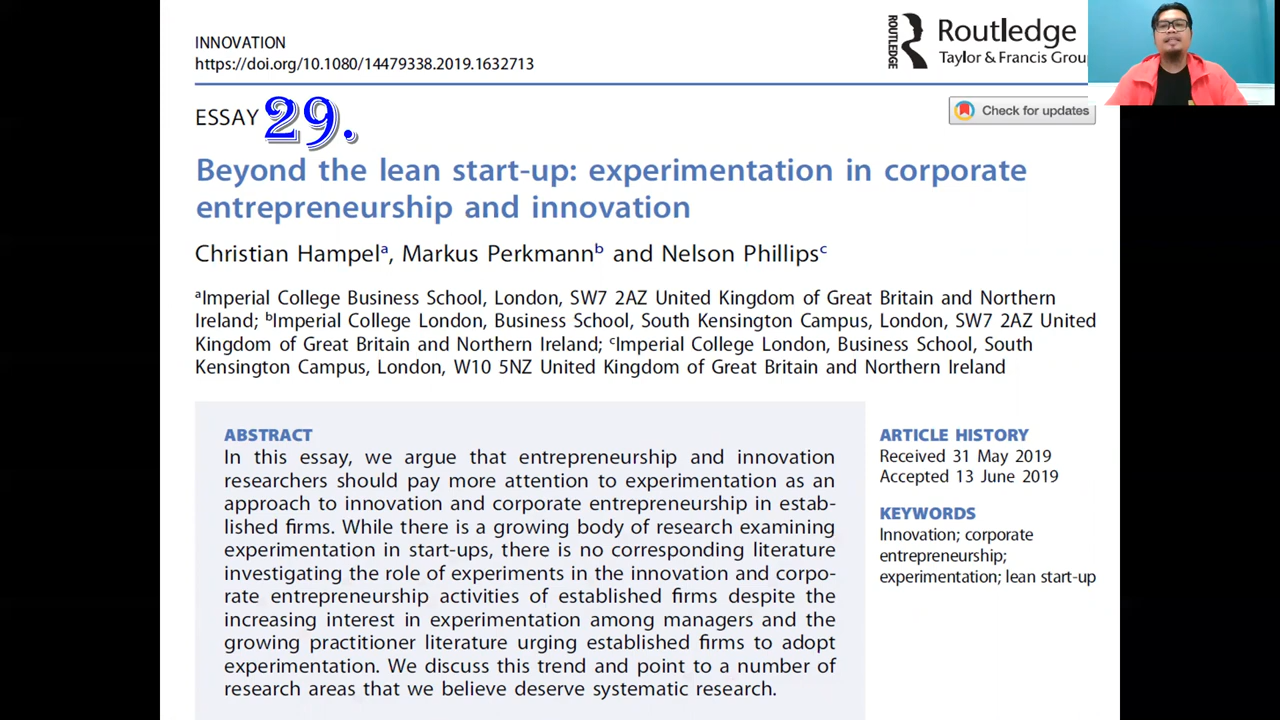 INNOVATION
https://doi.org/10.1080/14479338.2019.1632713
ROUTLEDGE
Routledge
Taylor & Francis Grou
ESSAY 29.
Check for updates
Beyond the lean start-up: experimentation in corporate
entrepreneurship and innovation
Christian Hampelᵃ, Markus Perkmannᵇ and Nelson Phillipsᶜ
ᵃImperial College Business School, London, SW7 2AZ United Kingdom of Great Britain and Northern
Ireland; ᵇImperial College London, Business School, South Kensington Campus, London, SW7 2AZ United
Kingdom of Great Britain and Northern Ireland; ᶜImperial College London, Business School, South
Kensington Campus, London, W10 5NZ United Kingdom of Great Britain and Northern Ireland
ABSTRACT
In this essay, we argue that entrepreneurship and innovation
researchers should pay more attention to experimentation as an
approach to innovation and corporate entrepreneurship in estab-
lished firms. While there is a growing body of research examining
experimentation in start-ups, there is no corresponding literature
investigating the role of experiments in the innovation and corpo-
rate entrepreneurship activities of established firms despite the
increasing interest in experimentation among managers and the
growing practitioner literature urging established firms to adopt
experimentation. We discuss this trend and point to a number of
research areas that we believe deserve systematic research.
ARTICLE HISTORY
Received 31 May 2019
Accepted 13 June 2019
KEYWORDS
Innovation; corporate
entrepreneurship;
experimentation; lean start-up